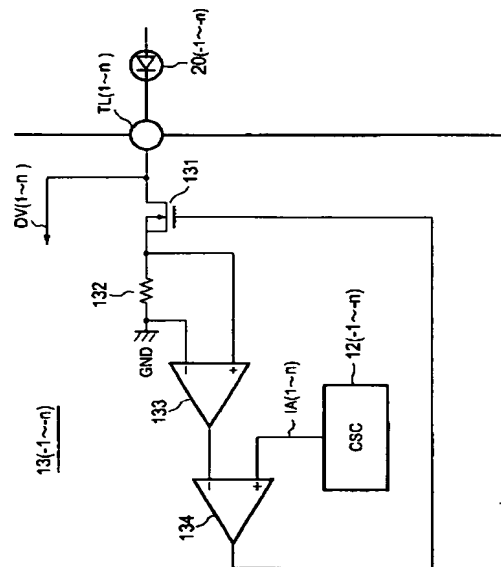 13(-1~-n)
DV(1~n)
TL(1~n)
20(-1~-n)
131
132
GND
133
134
IA(1~n)
12(-1~-n)
CSC
-
+
-
+